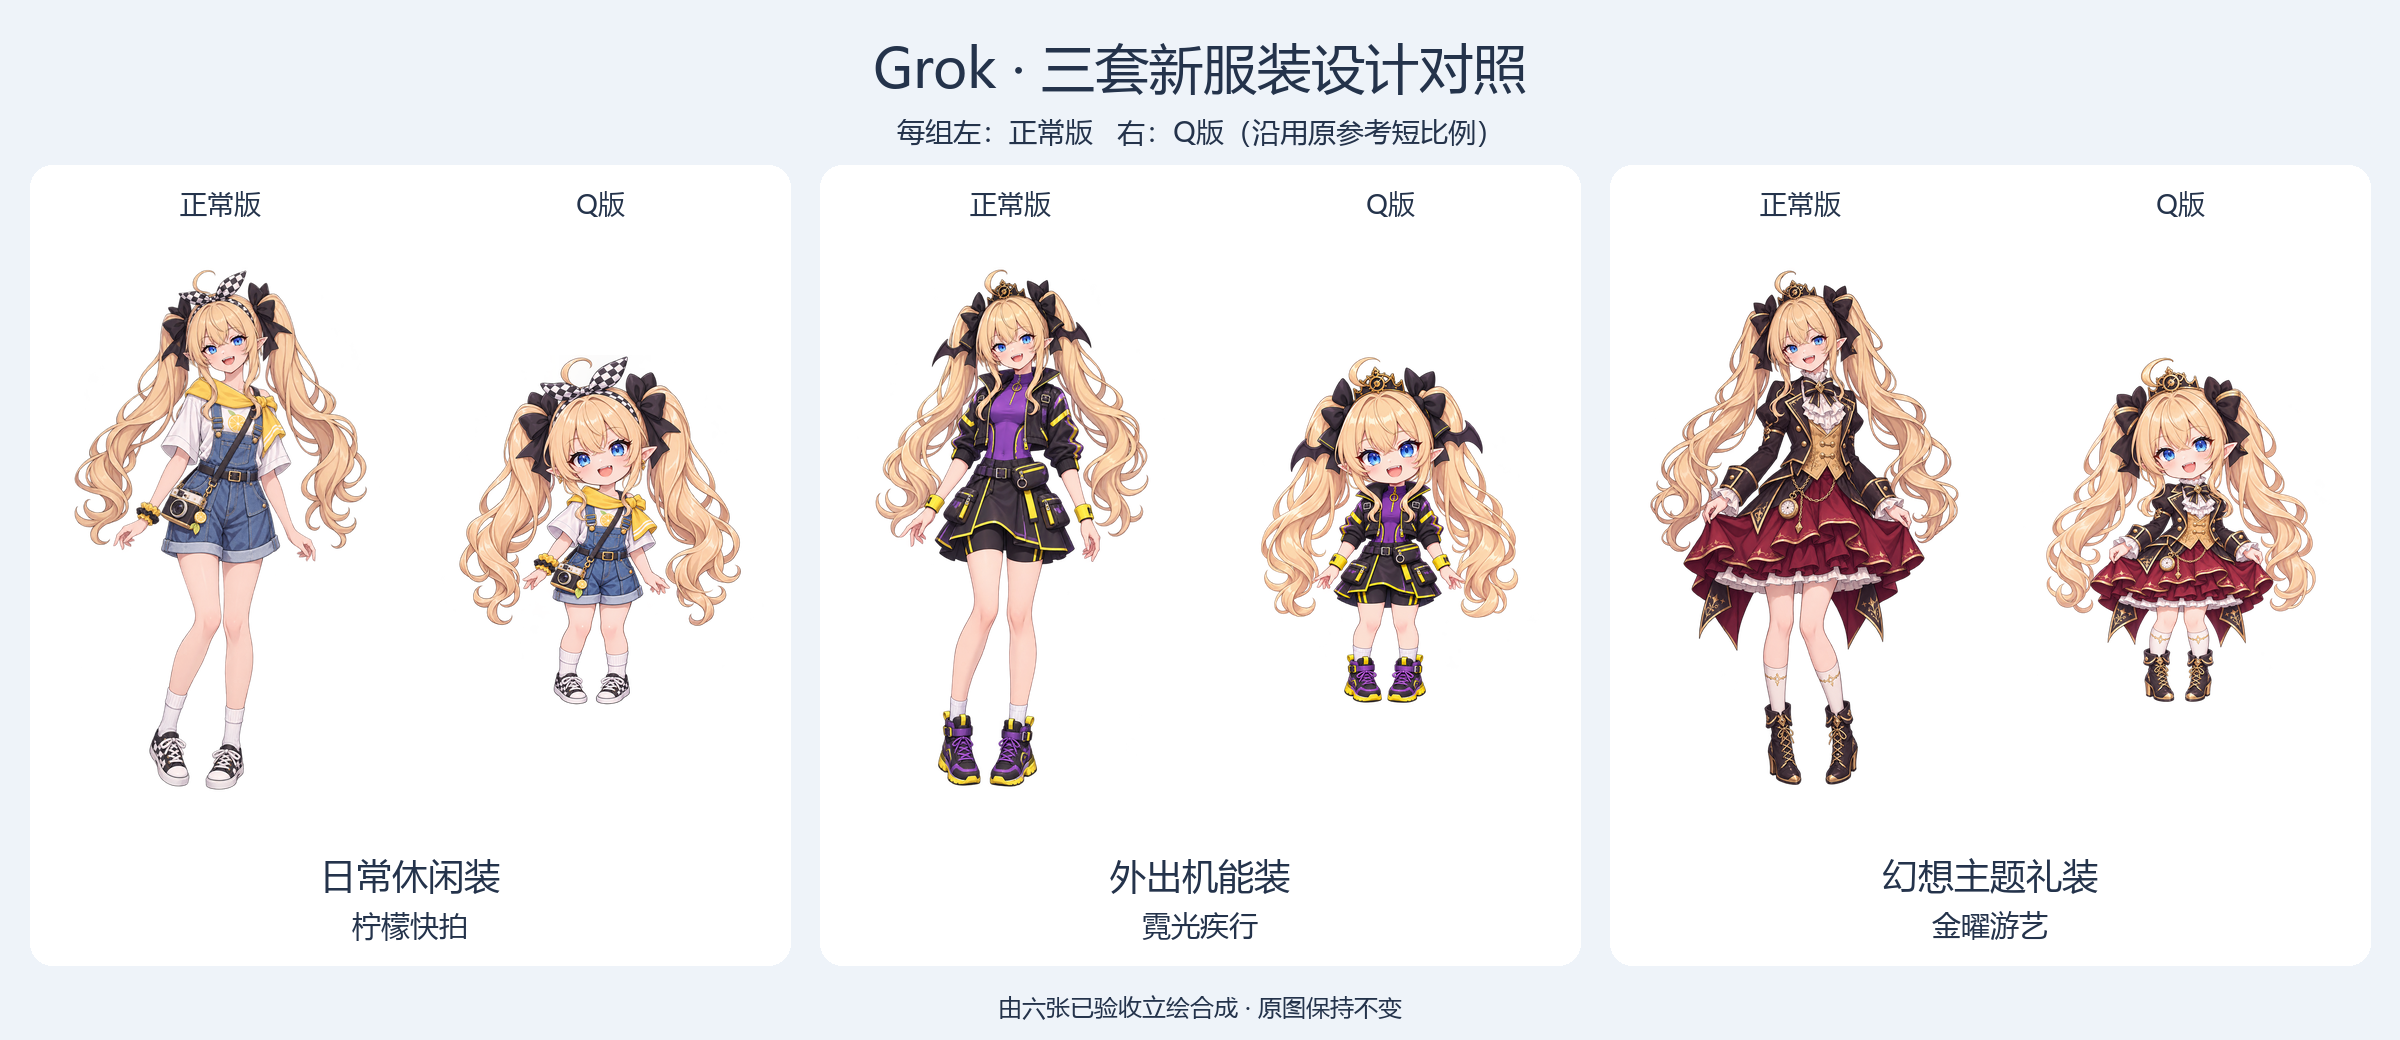 Grok · 三套新服装设计对照
每组左：正常版 右：Q版（沿用原参考短比例）
正常版 Q版
正常版 Q版
正常版 Q版
日常休闲装
柠檬快拍
外出机能装
霓光疾行
幻想主题礼装
金曜游艺
由六张已验收立绘合成 · 原图保持不变